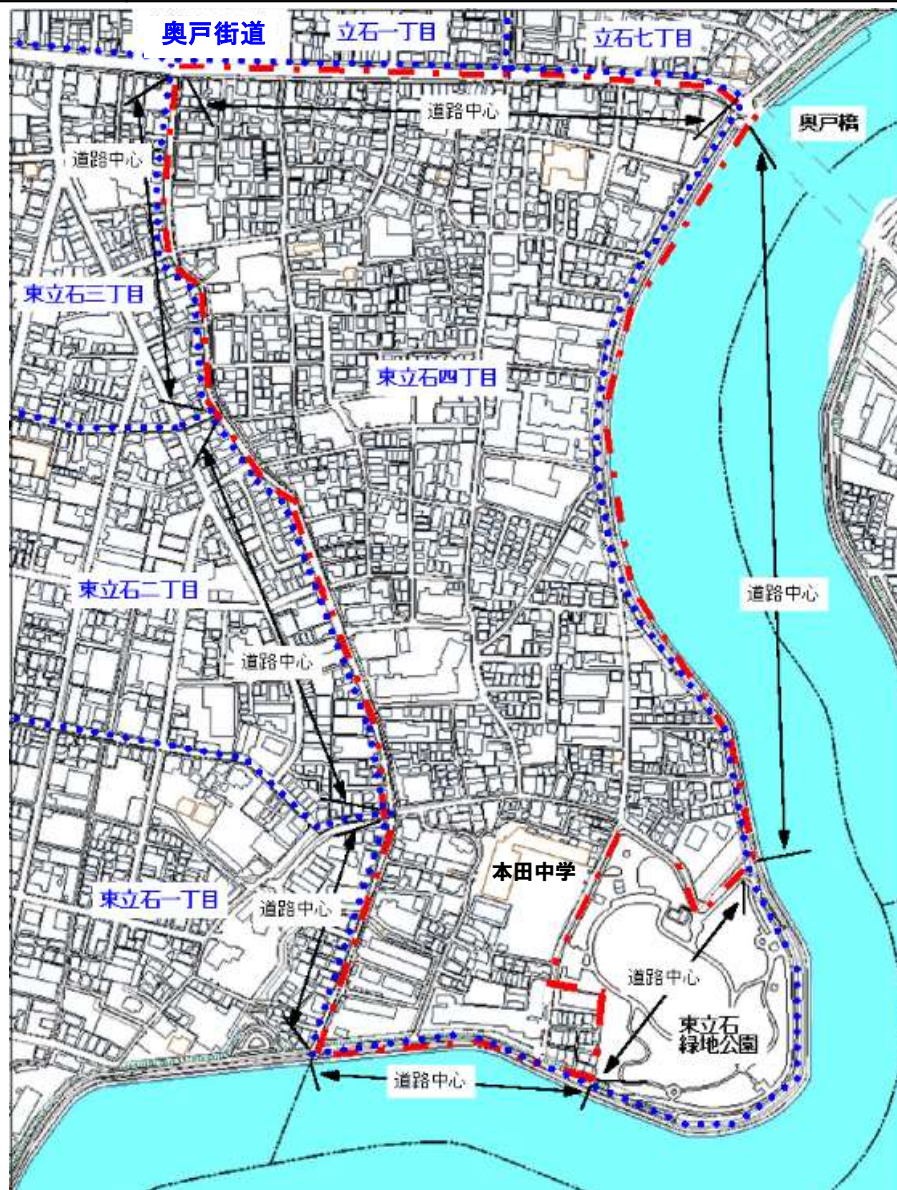 奥戸街道
立石一丁目
立石七丁目
道路中心
奥戸橋
道路中心
東立石三丁目
東立石四丁目
東立石二丁目
道路中心
道路中心
本田中学
東立石一丁目
道路中心
道路中心
東立石
緑地公園
道路中心